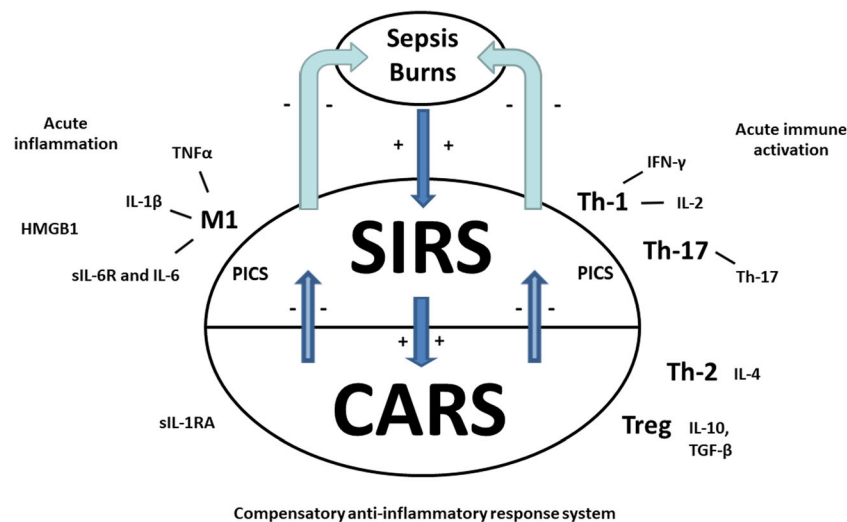 Sepsis
Burns
- -
- -
Acute
inflammation
Acute immune
activation
+ +
TNFα
IFN-γ
IL-1β
M1
Th-1
IL-2
HMGB1
SIRS
Th-17
sIL-6R and IL-6
PICS
PICS
Th-17
- -
- -
+ +
Th-2
IL-4
CARS
sIL-1RA
Treg
IL-10,
TGF-β
Compensatory anti-inflammatory response system